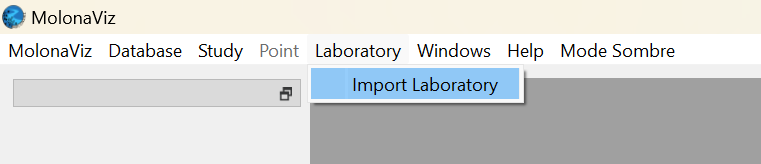 MolonaViz
MolonaViz Database Study Point Laboratory Windows Help Mode Sombre
Import Laboratory